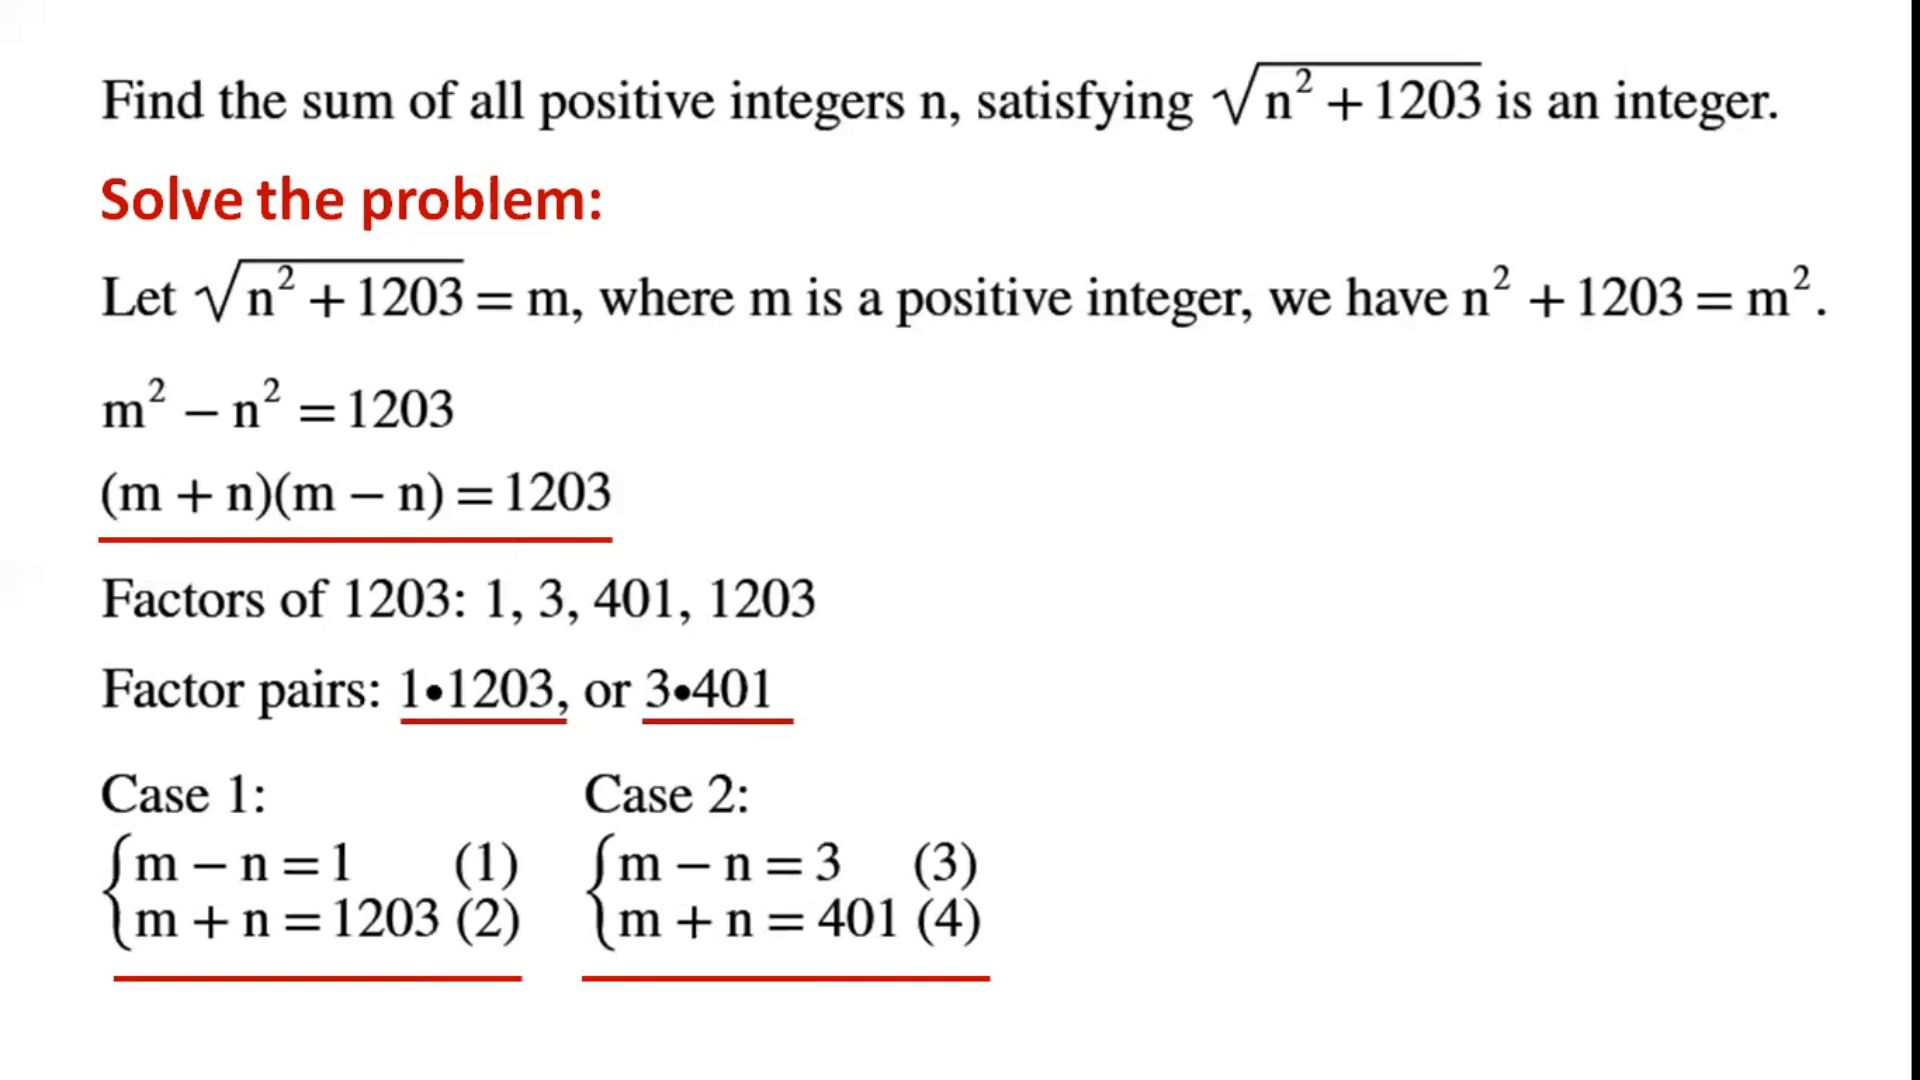 Find the sum of all positive integers n, satisfying √(n² + 1203) is an integer.
Solve the problem:
Let √(n² + 1203) = m, where m is a positive integer, we have n² + 1203 = m².
m² − n² = 1203
(m + n)(m − n) = 1203
Factors of 1203: 1, 3, 401, 1203
Factor pairs: 1•1203, or 3•401
Case 1: Case 2:
{m − n = 1 (1) {m − n = 3 (3)
m + n = 1203 (2) m + n = 401 (4)